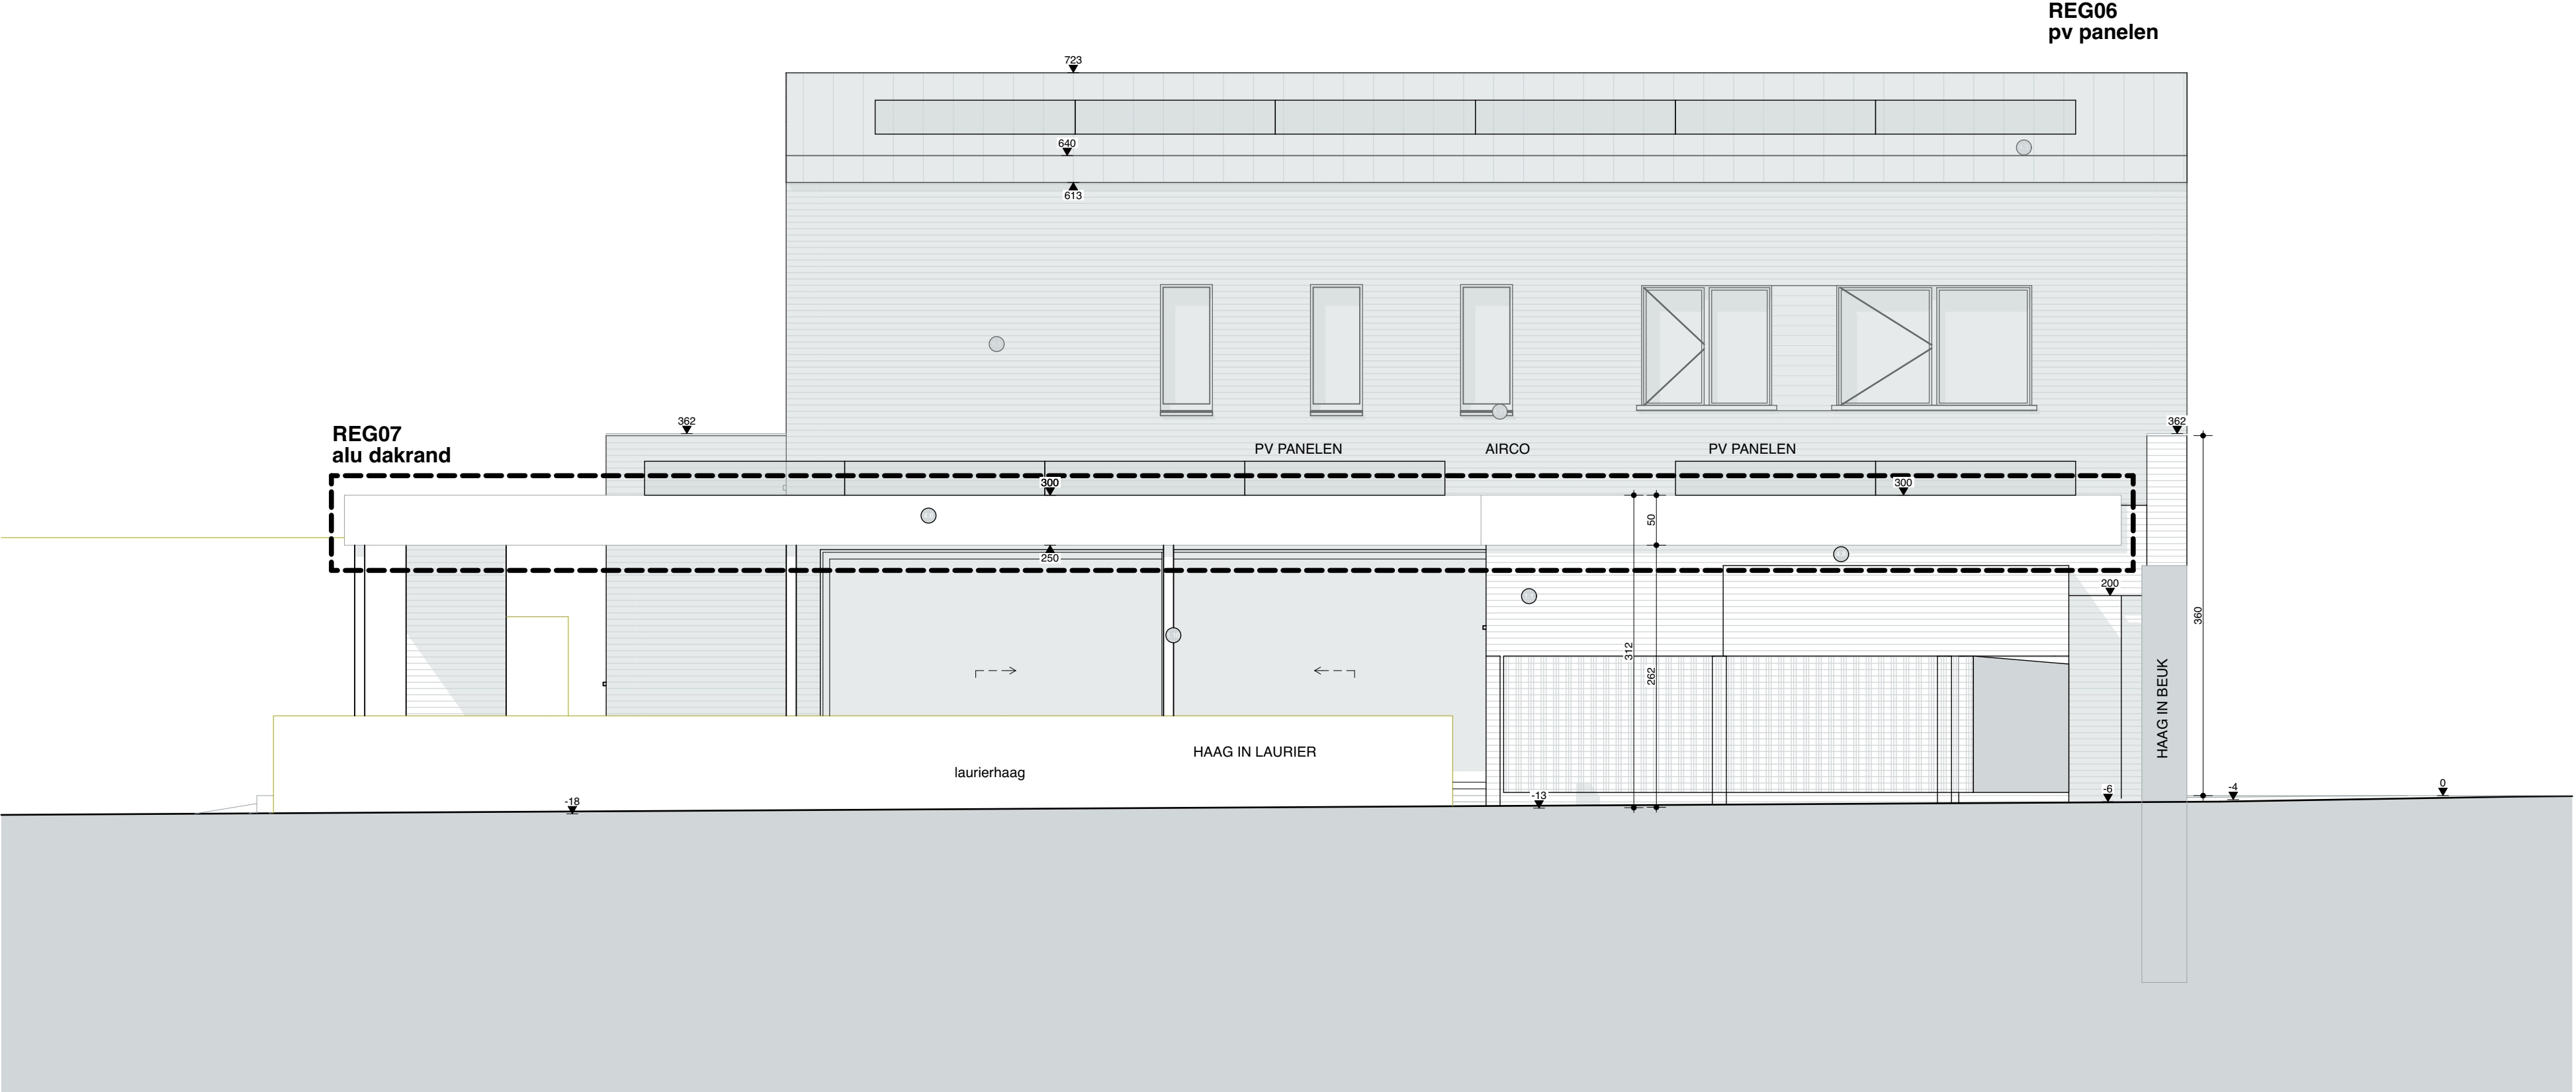 REG06
pv panelen
723
640
613
362
362
REG07
alu dakrand
PV PANELEN
AIRCO
PV PANELEN
300
300
50
250
200
312
262
360
HAAG IN BEUK
HAAG IN LAURIER
laurierhaag
-18
-13
-6
-4
0